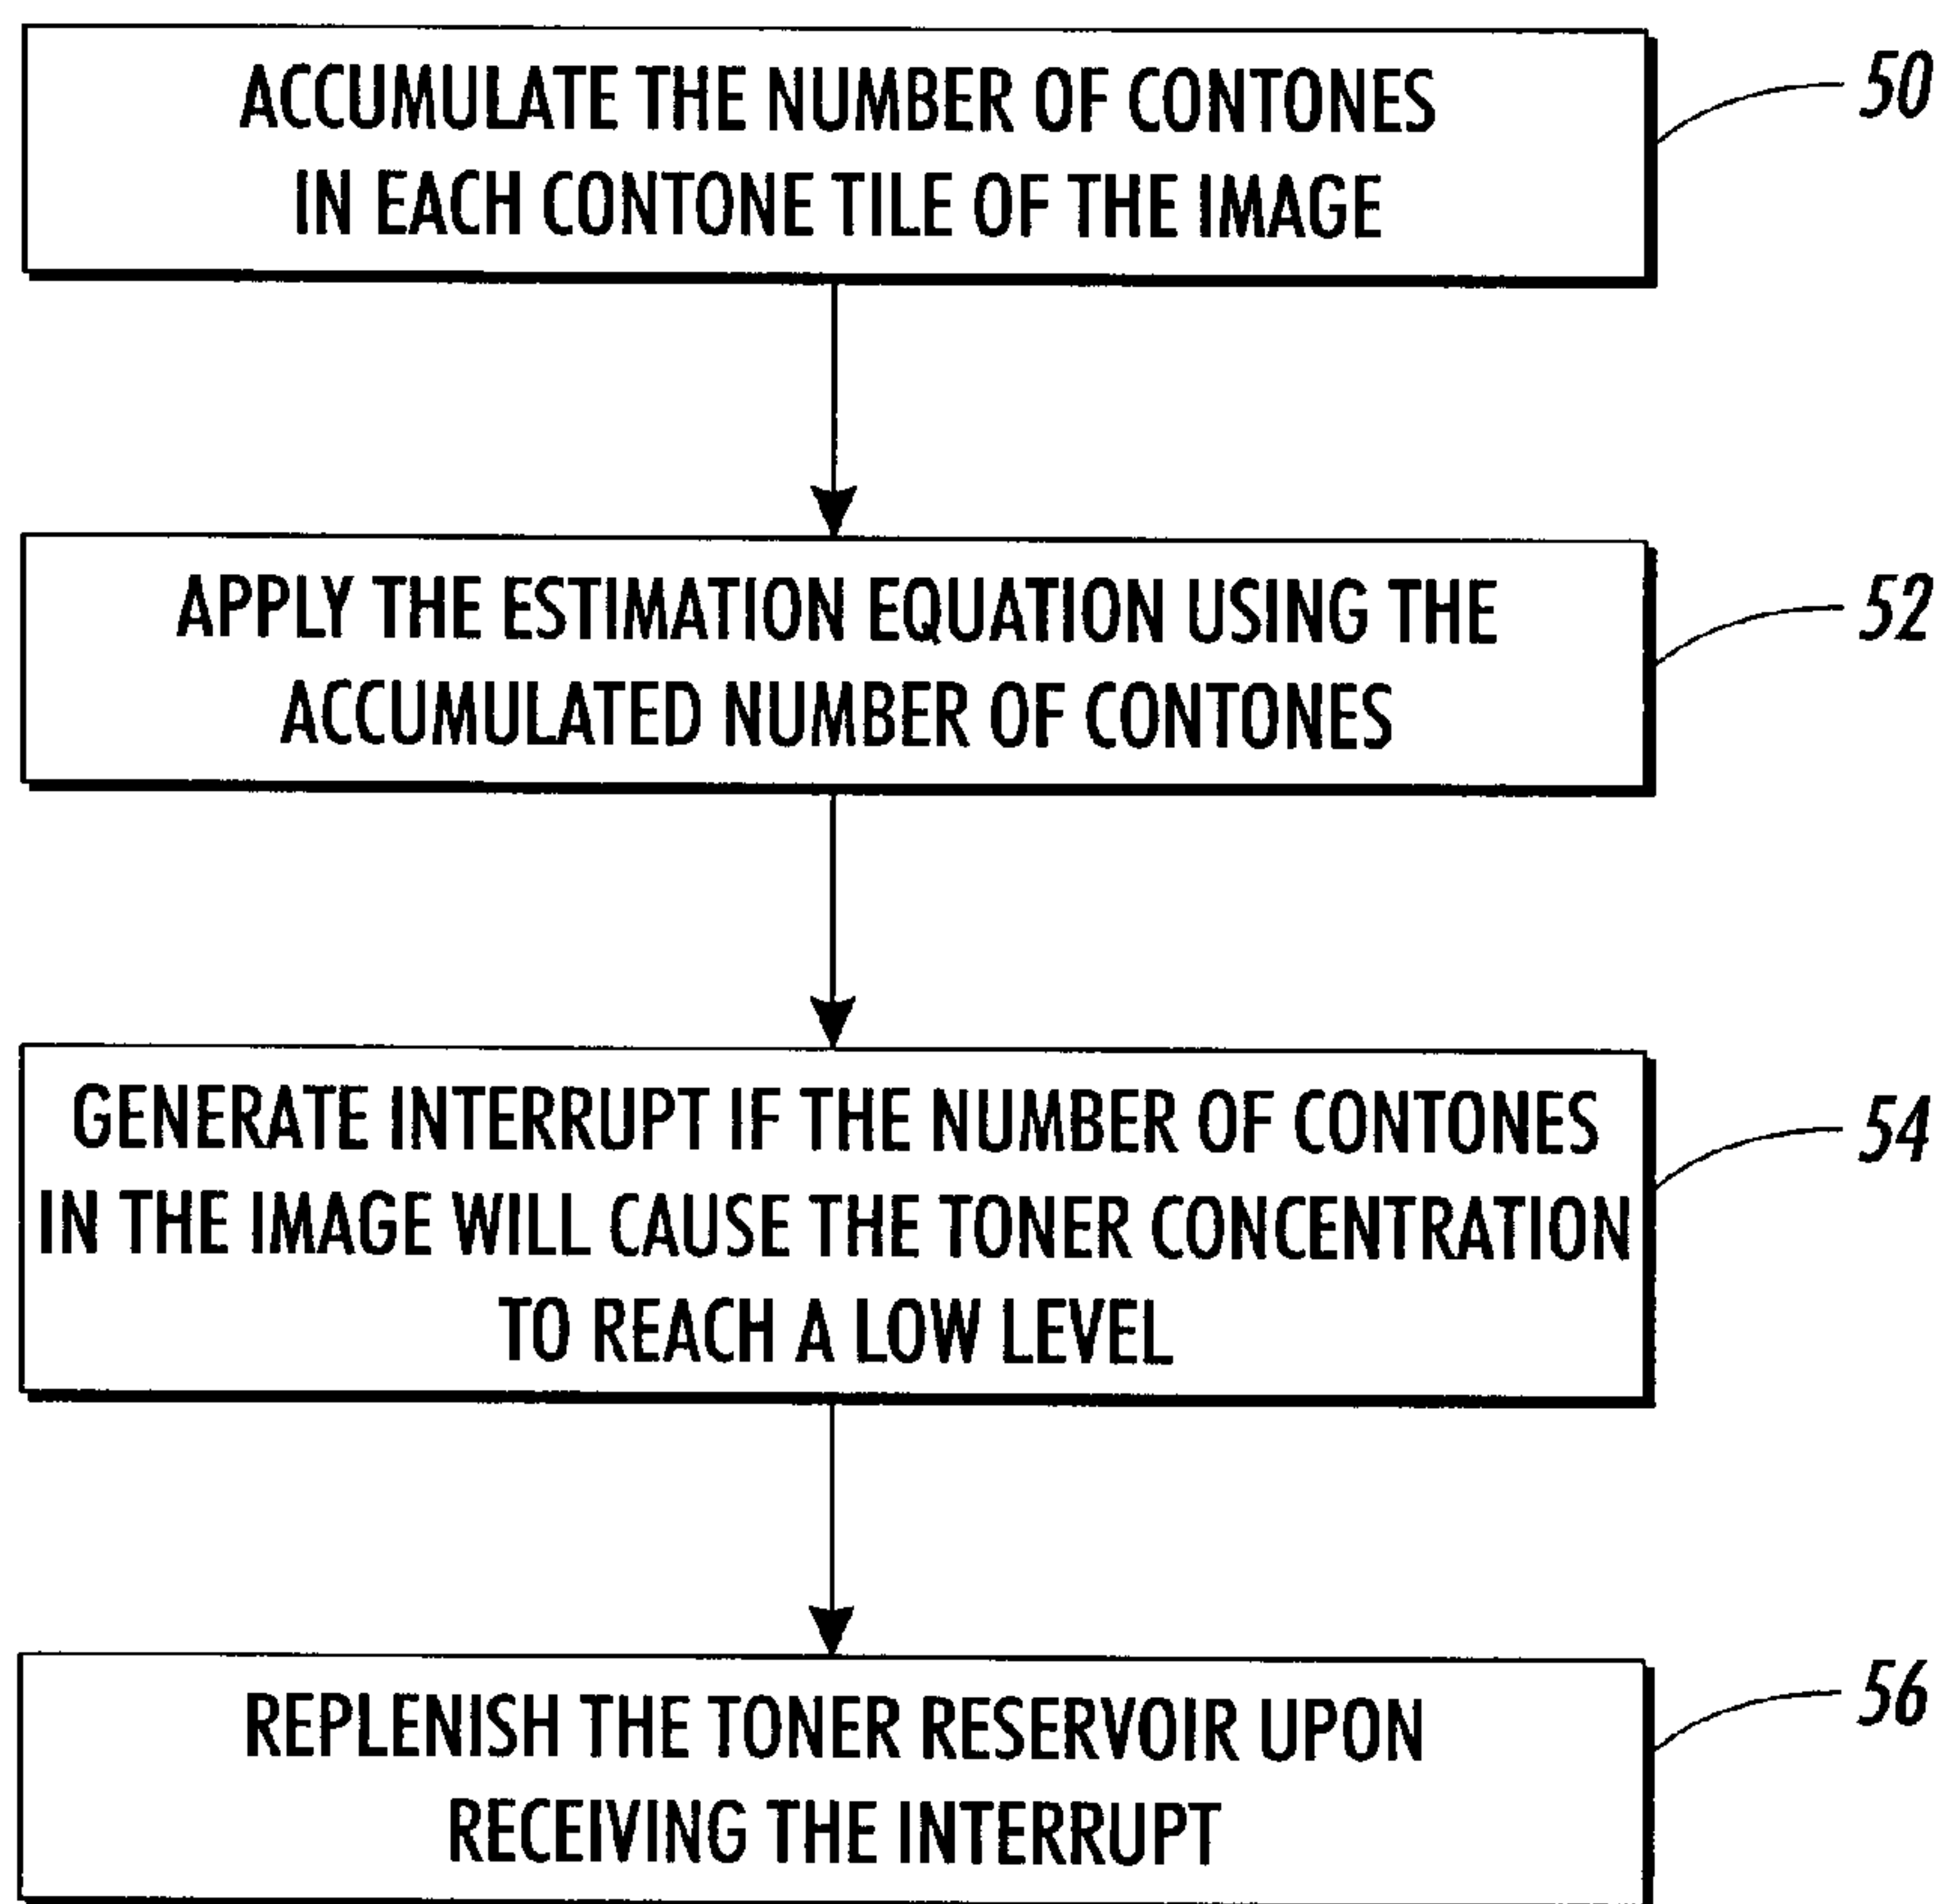 ACCUMULATE THE NUMBER OF CONTONES
IN EACH CONTONE TILE OF THE IMAGE
50
APPLY THE ESTIMATION EQUATION USING THE
ACCUMULATED NUMBER OF CONTONES
52
GENERATE INTERRUPT IF THE NUMBER OF CONTONES
IN THE IMAGE WILL CAUSE THE TONER CONCENTRATION
TO REACH A LOW LEVEL
54
REPLENISH THE TONER RESERVOIR UPON
RECEIVING THE INTERRUPT
56